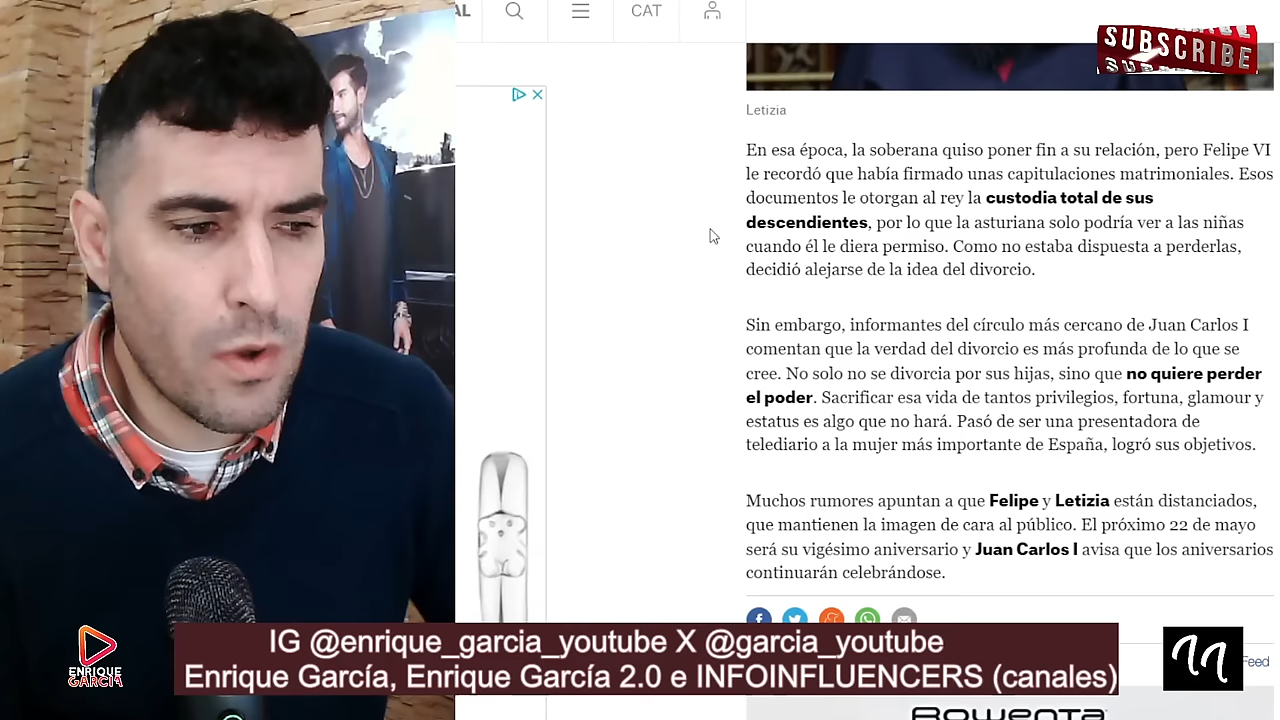 AL
CAT
SUBSCRIBE
Letizia
En esa época, la soberana quiso poner fin a su relación, pero Felipe VI
le recordó que había firmado unas capitulaciones matrimoniales. Esos
documentos le otorgan al rey la custodia total de sus
descendientes, por lo que la asturiana solo podría ver a las niñas
cuando él le diera permiso. Como no estaba dispuesta a perderlas,
decidió alejarse de la idea del divorcio.
Sin embargo, informantes del círculo más cercano de Juan Carlos I
comentan que la verdad del divorcio es más profunda de lo que se
cree. No solo no se divorcia por sus hijas, sino que no quiere perder
el poder. Sacrificar esa vida de tantos privilegios, fortuna, glamour y
estatus es algo que no hará. Pasó de ser una presentadora de
telediario a la mujer más importante de España, logró sus objetivos.
Muchos rumores apuntan a que Felipe y Letizia están distanciados,
que mantienen la imagen de cara al público. El próximo 22 de mayo
será su vigésimo aniversario y Juan Carlos I avisa que los aniversarios
continuarán celebrándose.
IG @enrique_garcia_youtube X @garcia_youtube
Enrique García, Enrique García 2.0 e INFOINFLUENCERS (canales)
ENRIQUE
GARCÍA
Feed
Rowenta